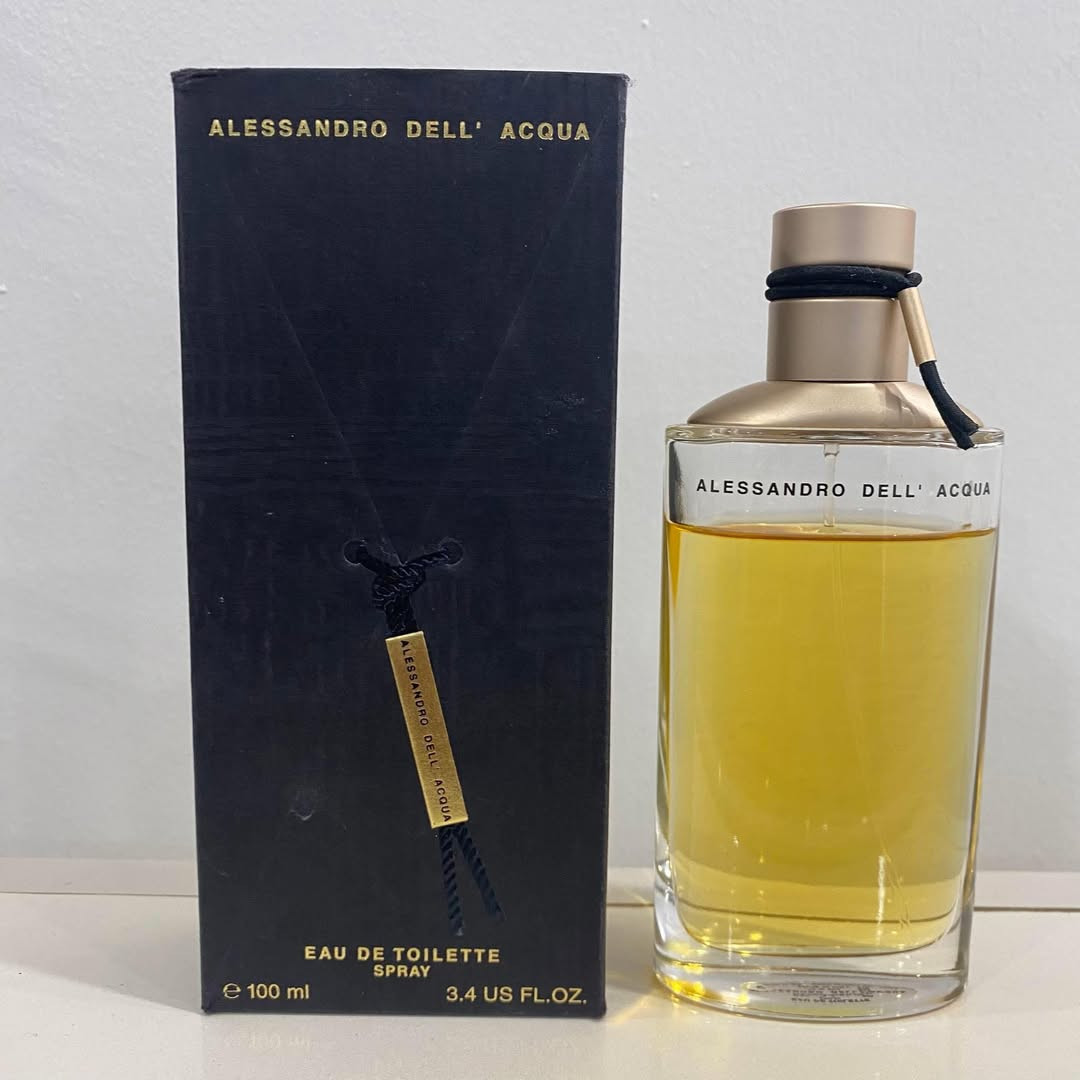 ALESSANDRO DELL' ACQUA
ALESSANDRO DELL' ACQUA
ALESSANDRO DELL' ACQUA
EAU DE TOILETTE
SPRAY
℮ 100 ml
3.4 US FL.OZ.